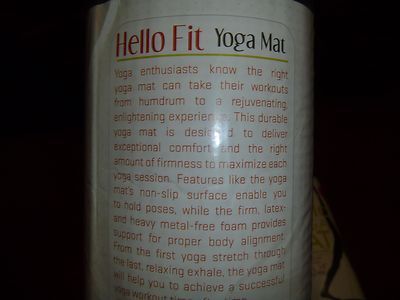 Hello Fit Yoga Mat
Yoga enthusiasts know the right
yoga mat can take their workouts
from humdrum to a rejuvenating,
enlightening experience. This durable
yoga mat is designed to deliver
exceptional comfort and the right
amount of firmness to maximize each
yoga session. Features like the yoga
mat's non-slip surface enable you
to hold poses, while the firm, latex-
and heavy metal-free foam provides
support for proper body alignment.
From the first yoga stretch through
the last, relaxing exhale, the yoga mat
will help you to achieve a successful
yoga workout time